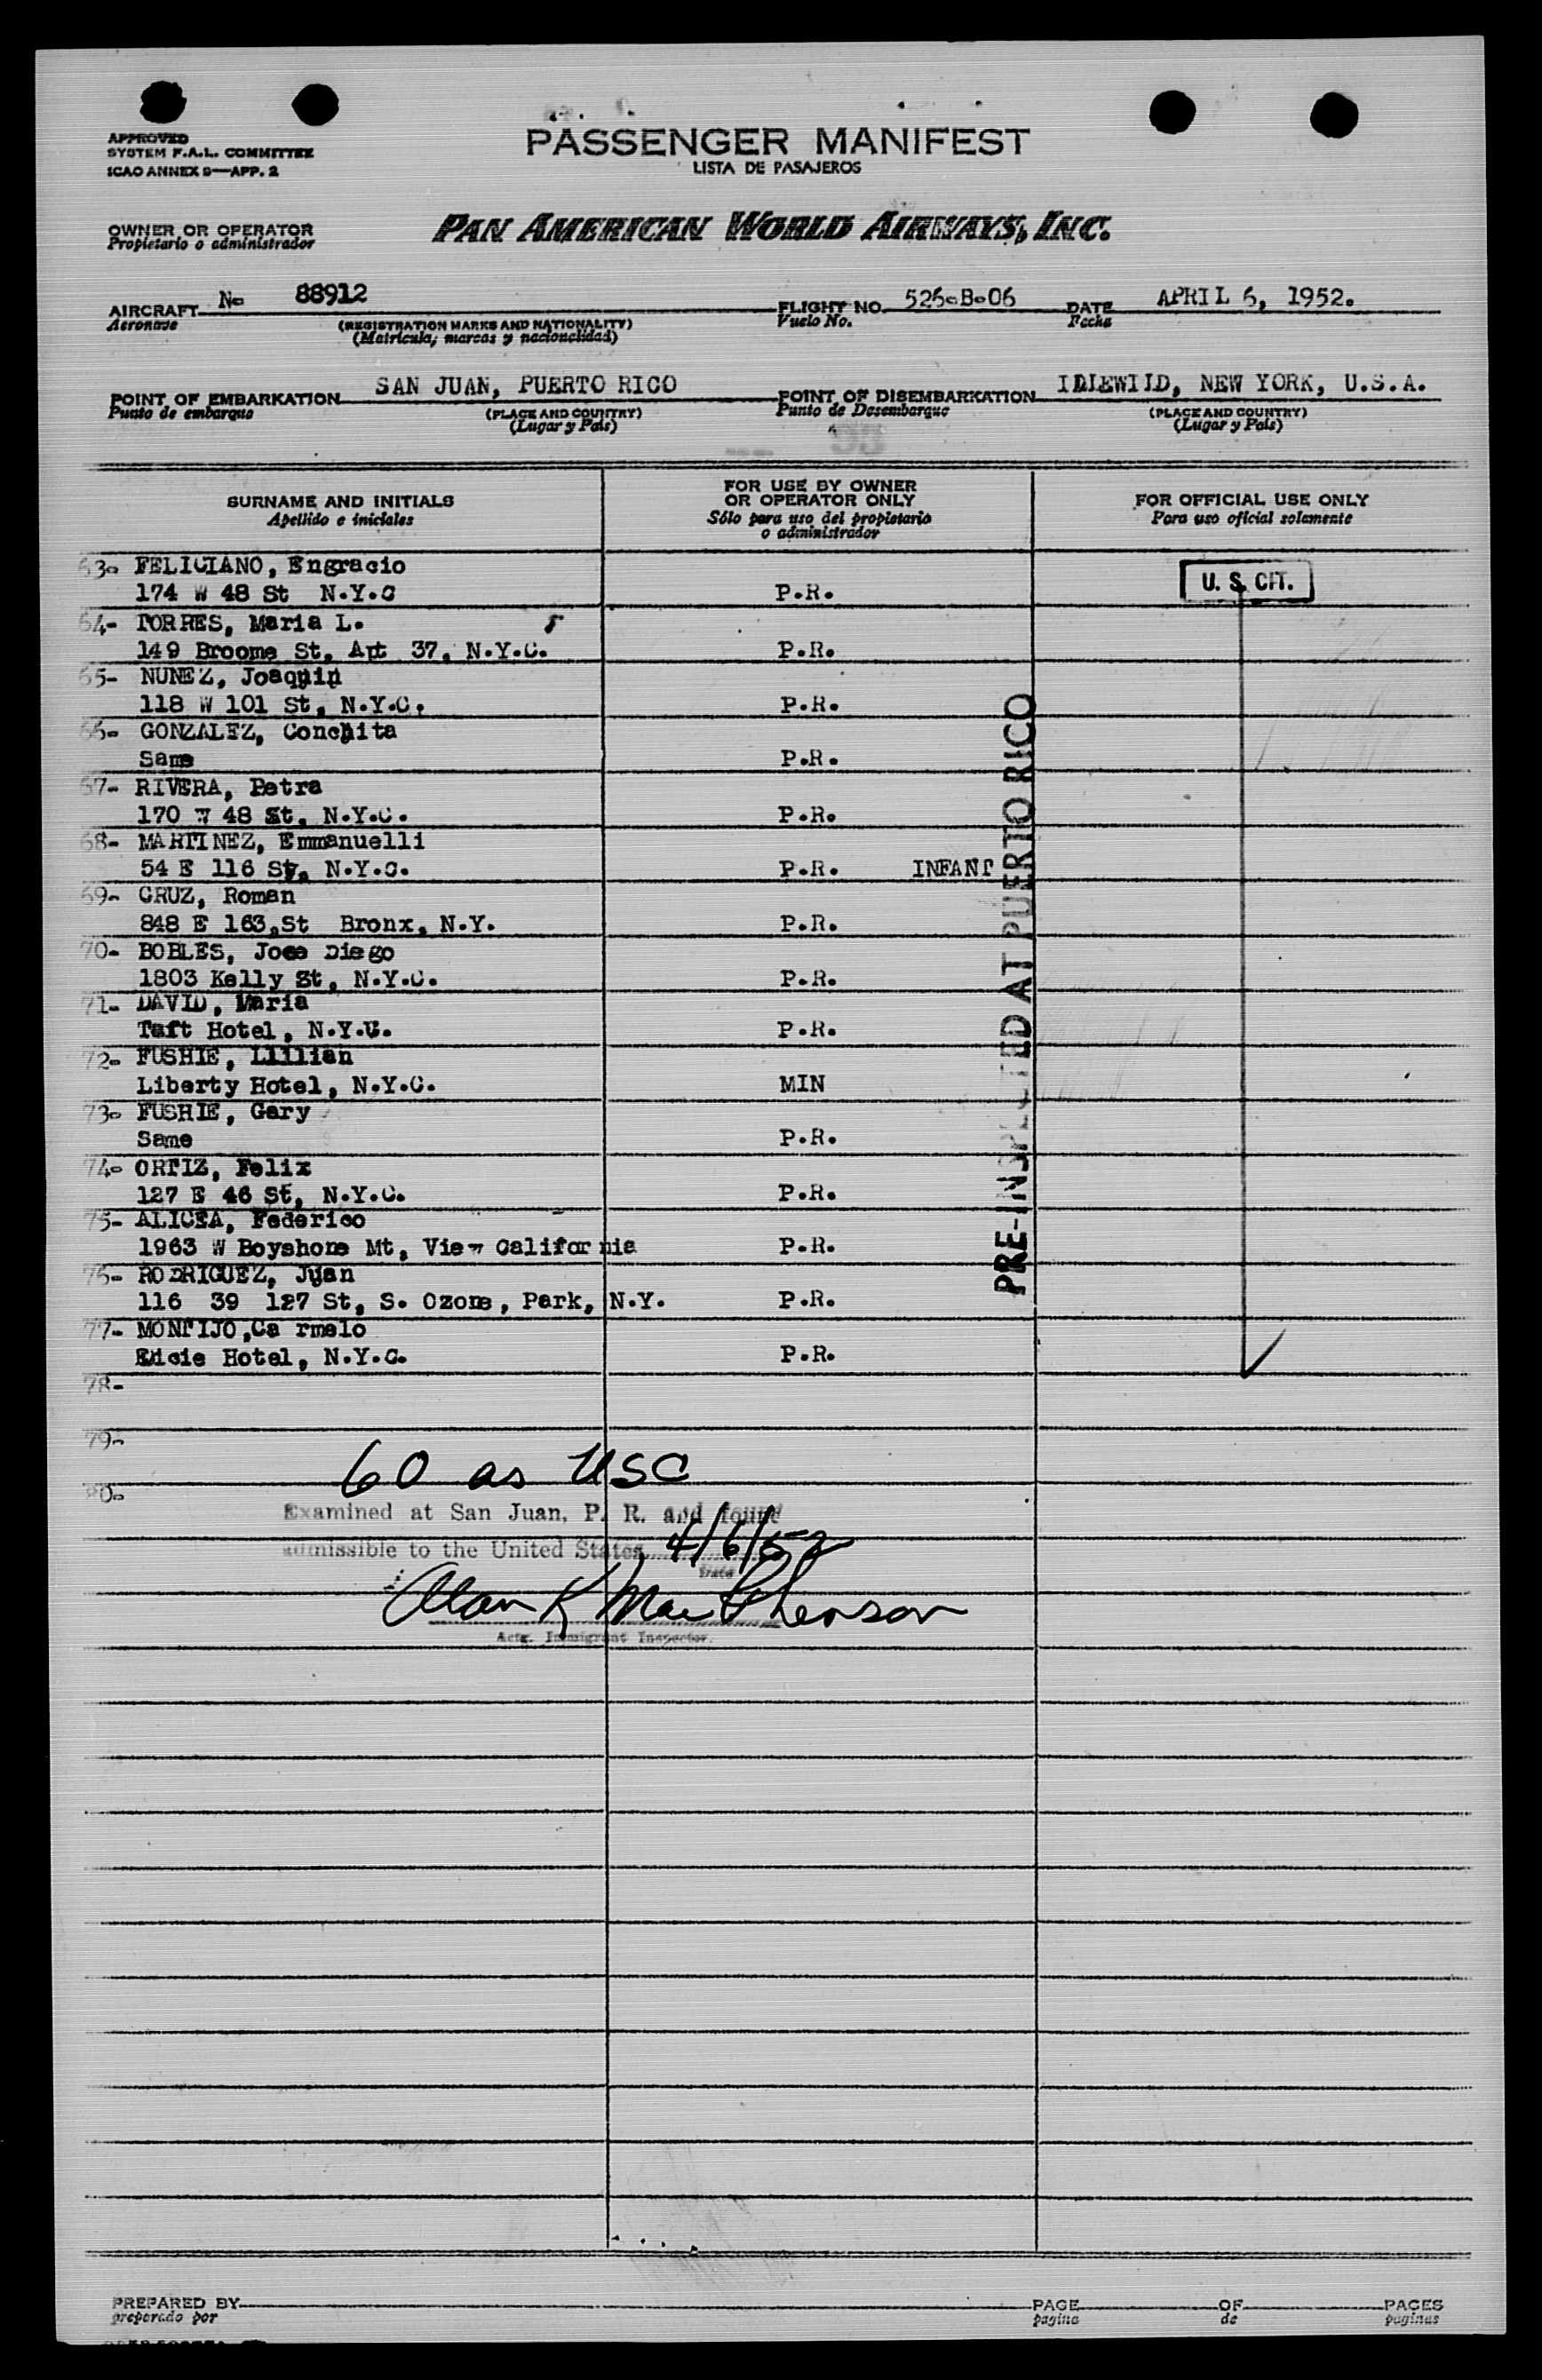 APPROVED
SYSTEM F.A.L. COMMITTEE
ICAO ANNEX 9—APP. 2
PASSENGER MANIFEST
LISTA DE PASAJEROS
OWNER OR OPERATOR
Propietario o administrador
PAN AMERICAN WORLD AIRWAYS, INC.
AIRCRAFT No 88912 FLIGHT NO. 526-B-06 DATE APRIL 6, 1952.
Aeronave (REGISTRATION MARKS AND NATIONALITY) Vuelo No. Fecha
(Matricula, marcas y nacionalidad)
POINT OF EMBARKATION SAN JUAN, PUERTO RICO POINT OF DISEMBARKATION IDLEWILD, NEW YORK, U.S.A.
Punto de embarque (PLACE AND COUNTRY) Punto de Desembarque (PLACE AND COUNTRY)
(Lugar y País) (Lugar y País)
SURNAME AND INITIALS
Apellido e iniciales
FOR USE BY OWNER
OR OPERATOR ONLY
Sólo para uso del propietario
o administrador
FOR OFFICIAL USE ONLY
Para uso oficial solamente
63- FELICIANO, Engracio
174 W 48 St N.Y.C P.R. U. S. CIT.
64- TORRES, Maria L.
149 Broome St, Apt 37, N.Y.C. P.R.
65- NUNEZ, Joaquin
118 W 101 St, N.Y.C. P.R.
66- GONZALEZ, Conchita
Same P.R.
67- RIVERA, Petra
170 W 48 St, N.Y.C. P.R.
68- MARTINEZ, Emmanuelli
54 E 116 St, N.Y.C. P.R. INFANT
69- CRUZ, Roman
848 E 163,St Bronx, N.Y. P.R.
70- BOBLES, Jose Diego
1803 Kelly St, N.Y.C. P.R.
71- DAVID, Maria
Taft Hotel, N.Y.C. P.R.
72- FUSHIE, Lillian
Liberty Hotel, N.Y.C. MIN
73- FUSHIE, Gary
Same P.R.
74- ORTIZ, Felix
127 E 46 St, N.Y.C. P.R.
75- ALICEA, Federico
1963 W Boyshore Mt, View California P.R.
76- RODRIGUEZ, Juan
116 39 127 St, S. Ozone, Park, N.Y. P.R.
77- MONTIJO,Ca rmelo
Hotel, N.Y.C. P.R.
78-
79-
80-
PRE-INSPECTED AT PUERTO RICO
60 as USC
Examined at San Juan, P. R. and found
admissible to the United States 4/6/52
Date
Alan K MacPherson
Actg. Immigrant Inspector.
PREPARED BY PAGE OF PAGES
preparado por pagina de paginas